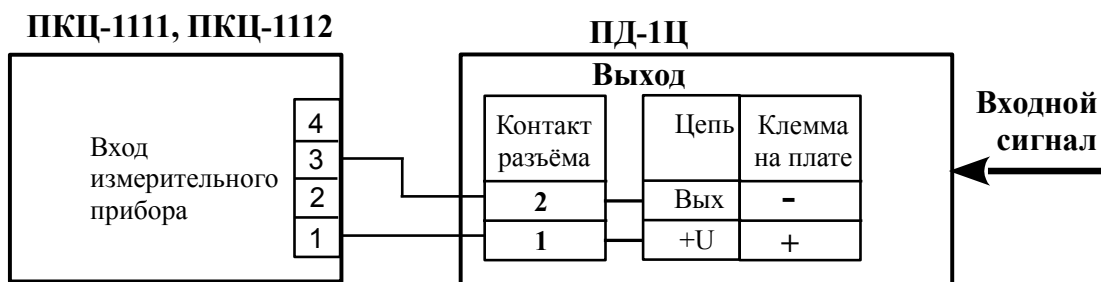 ПКЦ-1111, ПКЦ-1112
ПД-1Ц
Выход
Вход
измерительного
прибора
4
3
2
1
Контакт
разъёма
Цепь
Клемма
на плате
2
Вых
-
1
+U
+
Входной
сигнал